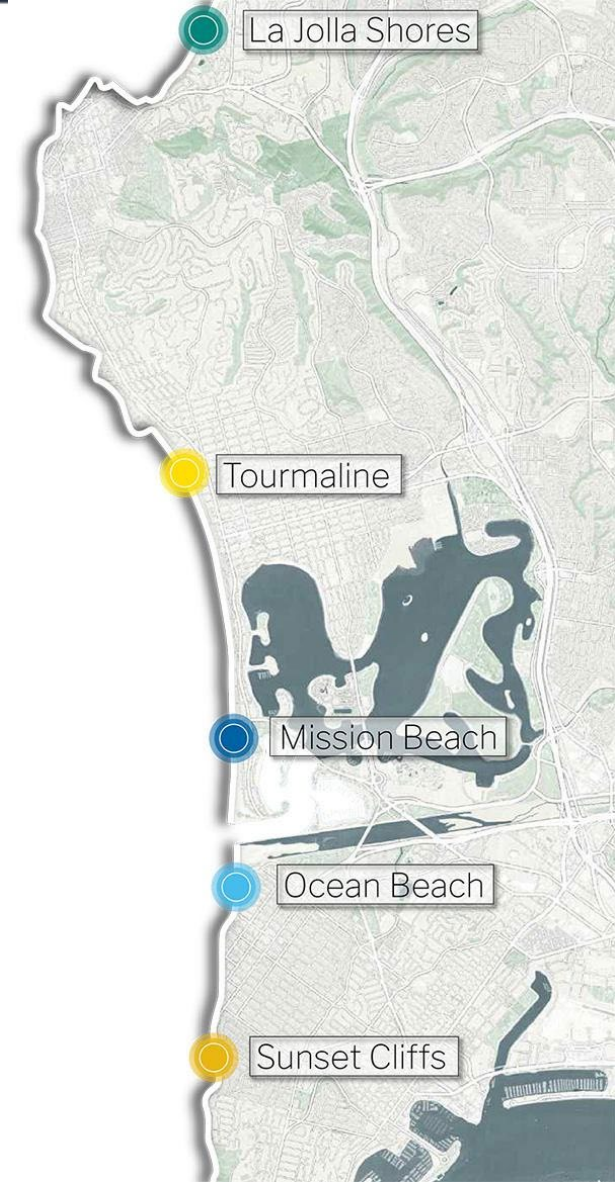 La Jolla Shores
Tourmaline
Mission Beach
Ocean Beach
Sunset Cliffs